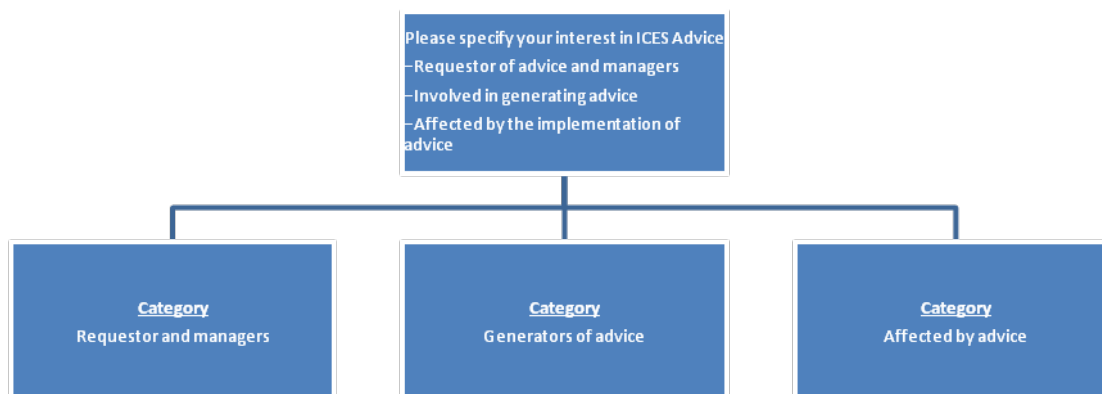 Please specify your interest in ICES Advice
–Requestor of advice and managers
–Involved in generating advice
–Affected by the implementation of
advice
Category
Requestor and managers
Category
Generators of advice
Category
Affected by advice